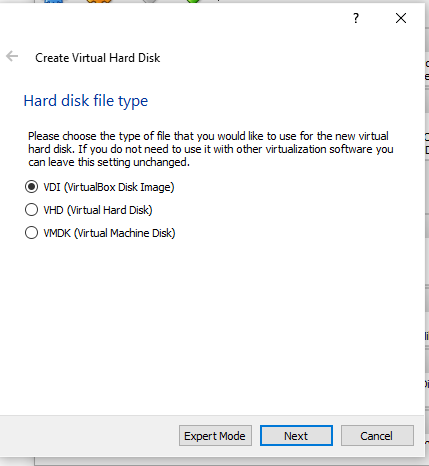 ?
Create Virtual Hard Disk
Hard disk file type
Please choose the type of file that you would like to use for the new virtual
hard disk. If you do not need to use it with other virtualization software you
can leave this setting unchanged.
VDI (VirtualBox Disk Image)
VHD (Virtual Hard Disk)
VMDK (Virtual Machine Disk)
Expert Mode
Next
Cancel